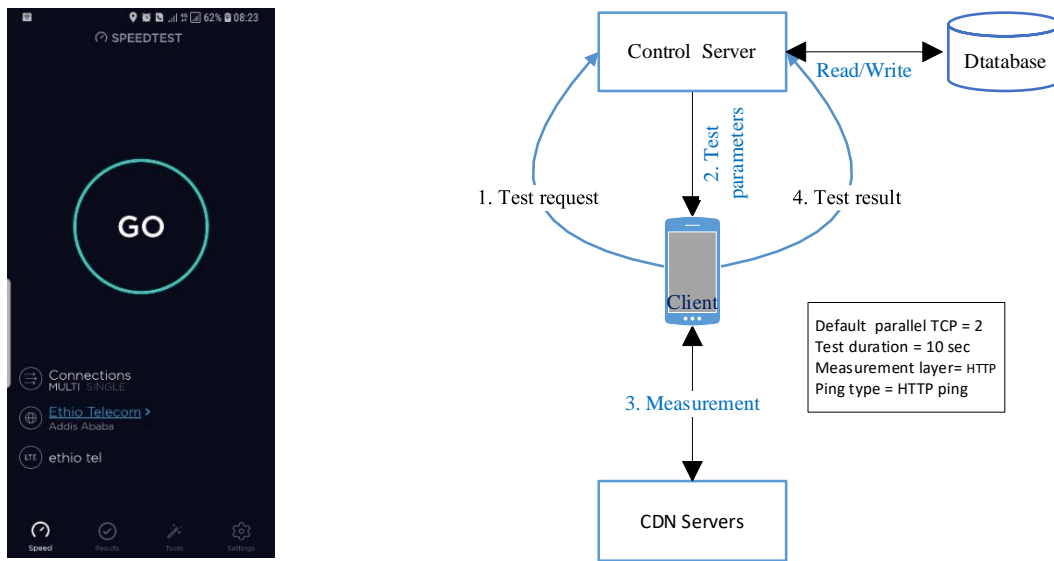 62% 08:23
SPEEDTEST
GO
Connections
MULTI SINGLE
Ethio Telecom >
Addis Ababa
LTE ethio tel
Speed Results Tools Settings
Control Server
Read/Write
Dtatabase
2. Test
parameters
1. Test request
4. Test result
Client
Default parallel TCP = 2
Test duration = 10 sec
Measurement layer= HTTP
Ping type = HTTP ping
3. Measurement
CDN Servers